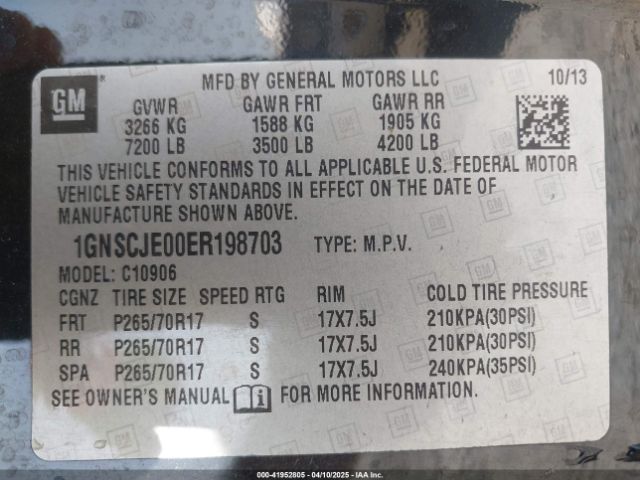 GM
MFD BY GENERAL MOTORS LLC 10/13
GVWR GAWR FRT GAWR RR
3266 KG 1588 KG 1905 KG
7200 LB 3500 LB 4200 LB
THIS VEHICLE CONFORMS TO ALL APPLICABLE U.S. FEDERAL MOTOR
VEHICLE SAFETY STANDARDS IN EFFECT ON THE DATE OF
MANUFACTURE SHOWN ABOVE.
1GNSCJE00ER198703 TYPE: M.P.V.
MODEL: C10906
CGNZ TIRE SIZE SPEED RTG RIM COLD TIRE PRESSURE
FRT P265/70R17 S 17X7.5J 210KPA(30PSI)
RR P265/70R17 S 17X7.5J 210KPA(30PSI)
SPA P265/70R17 S 17X7.5J 240KPA(35PSI)
SEE OWNER'S MANUAL FOR MORE INFORMATION.
000-41952805 - 04/10/2025 - IAA Inc.